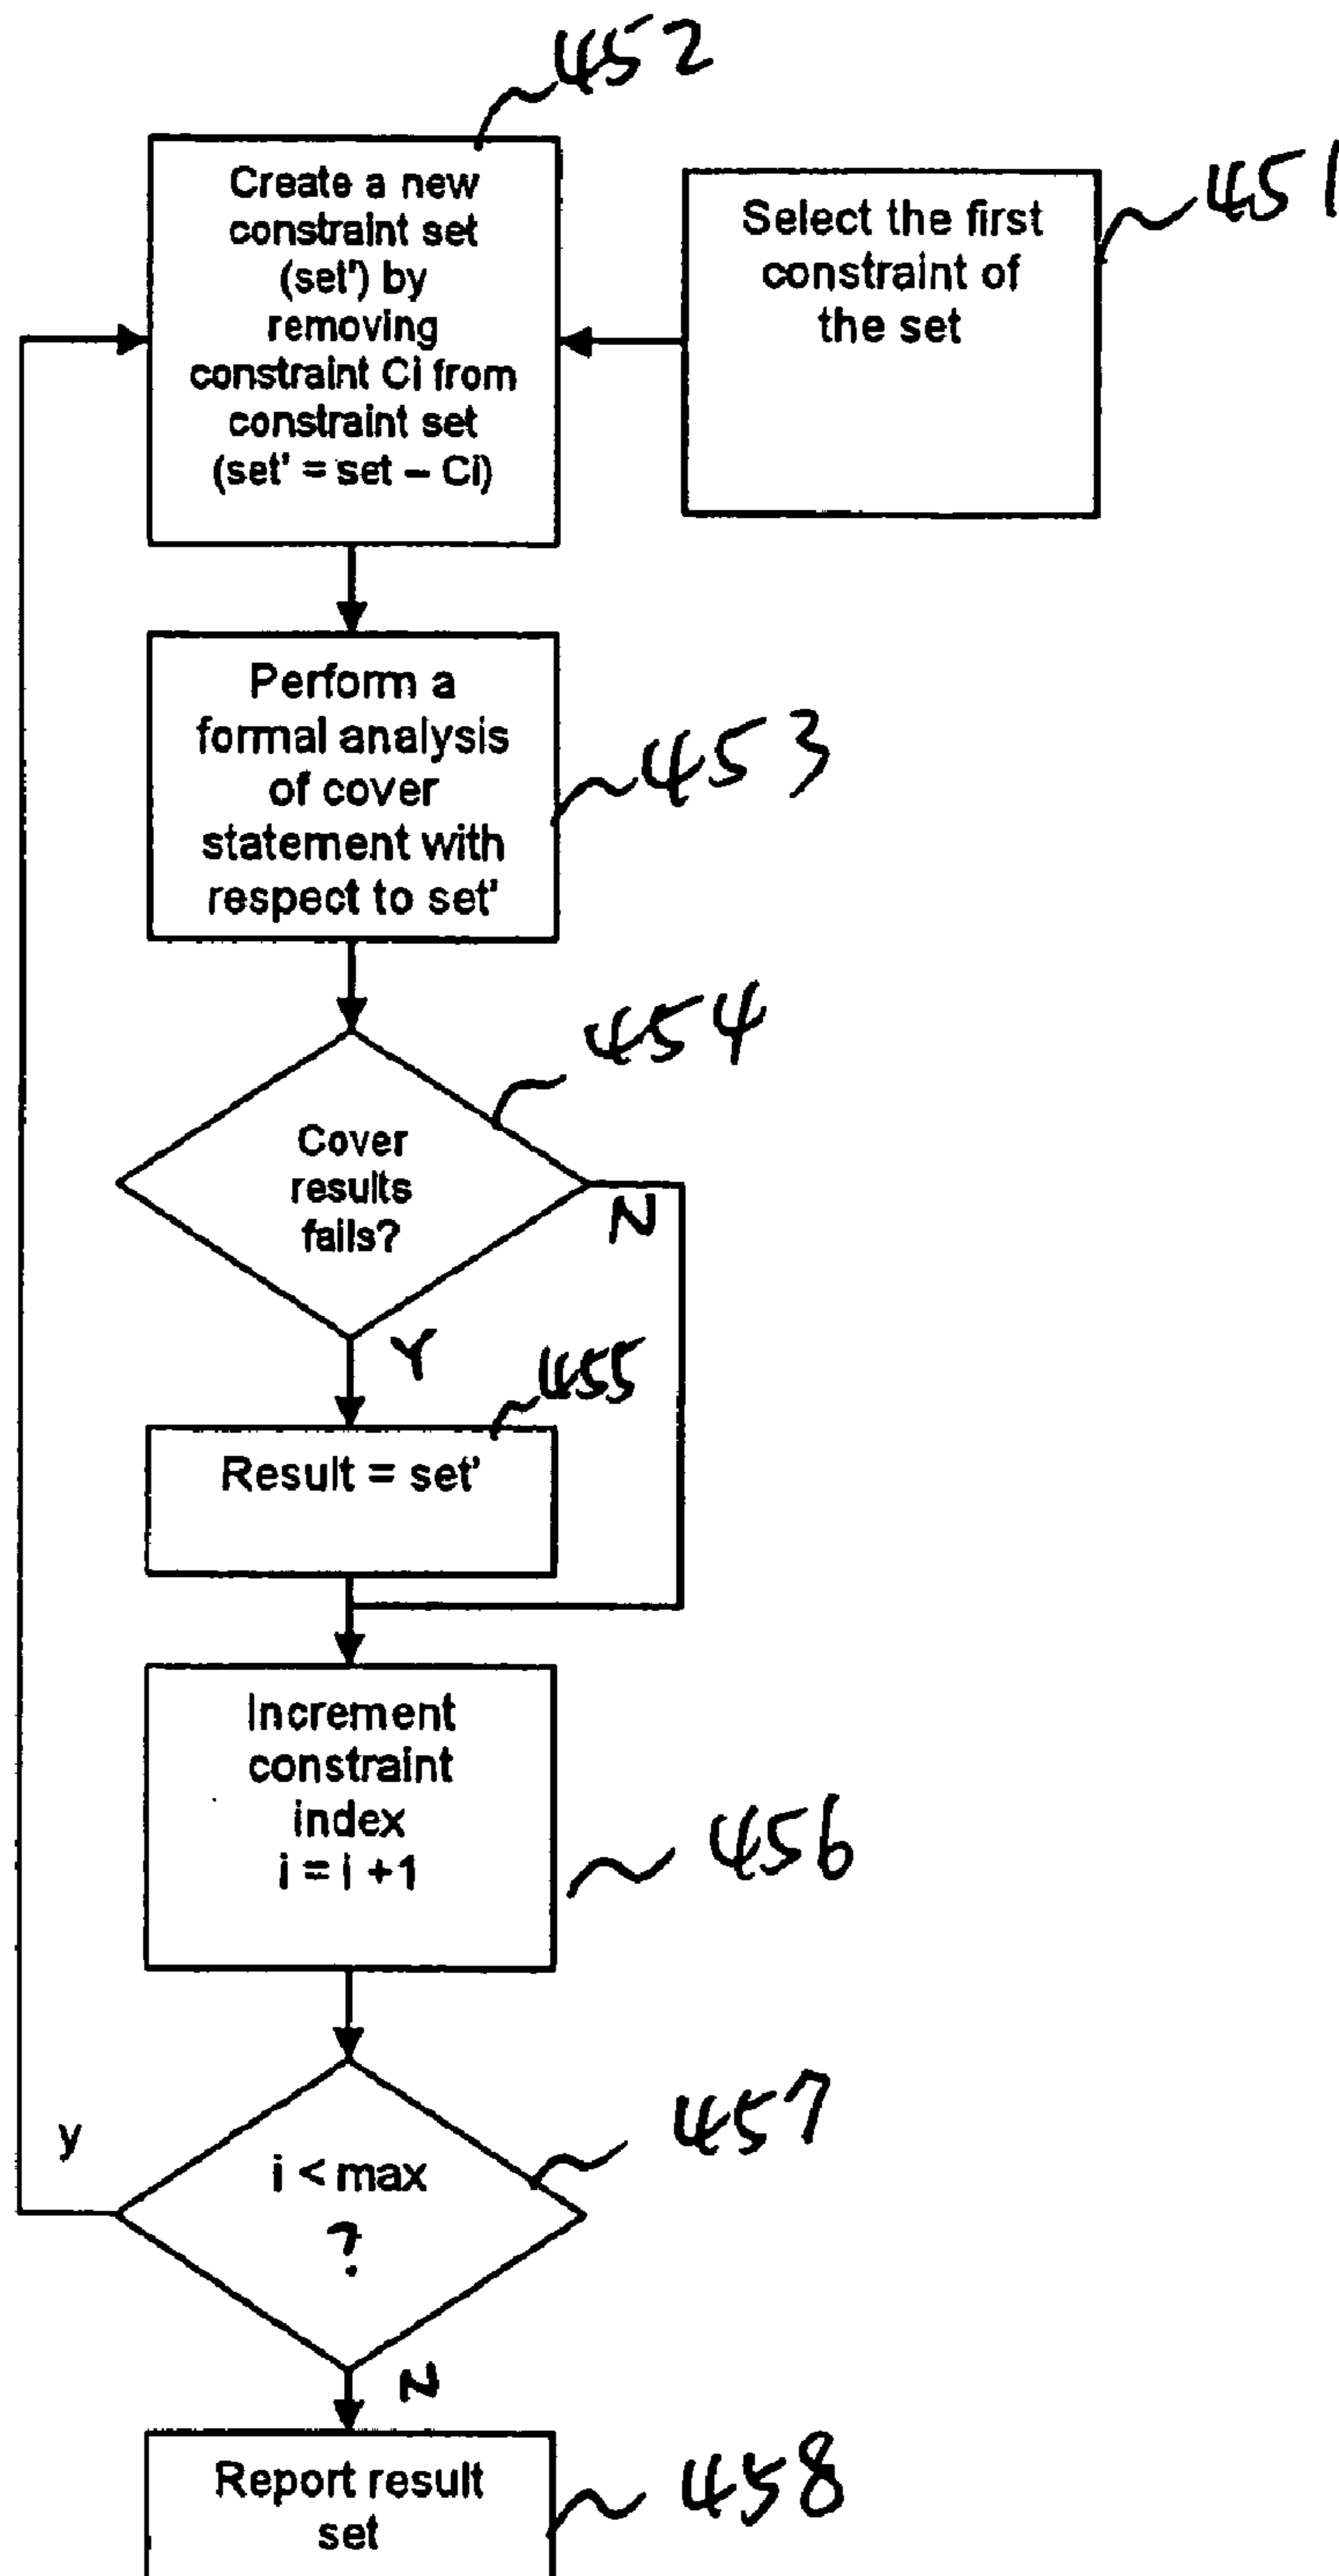 452
Create a new
constraint set
(set') by
removing
constraint Ci from
constraint set
(set' = set – Ci)
451
Select the first
constraint of
the set
Perform a
formal analysis
of cover
statement with
respect to set'
453
454
Cover
results
fails?
N
Y
455
Result = set'
Increment
constraint
index
i = i +1
456
457
y
i < max
?
N
Report result
set
458